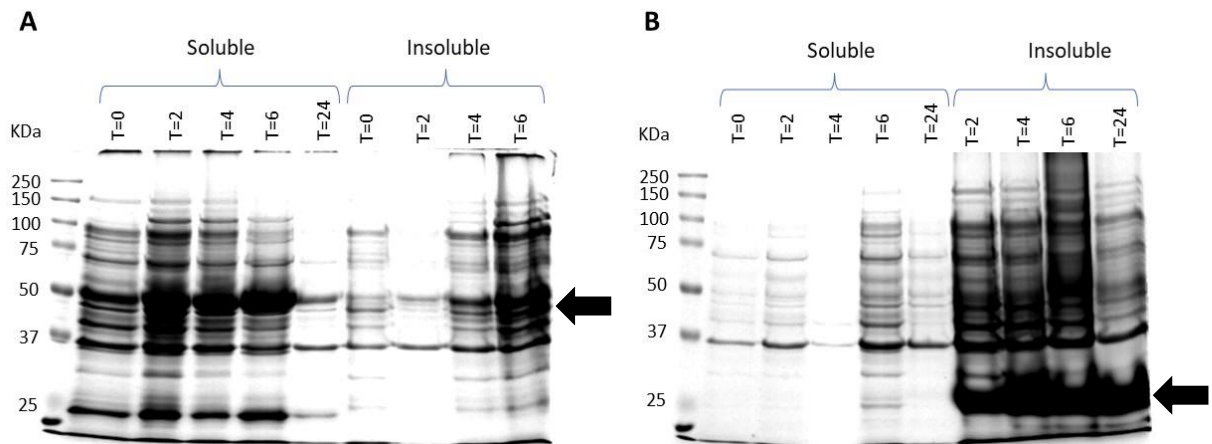 A
Soluble
Insoluble
KDa
T=0
T=2
T=4
T=6
T=24
T=0
T=2
T=4
T=6
250
150
100
75
50
37
25
B
Soluble
Insoluble
KDa
T=0
T=2
T=4
T=6
T=24
T=2
T=4
T=6
T=24
250
150
100
75
50
37
25